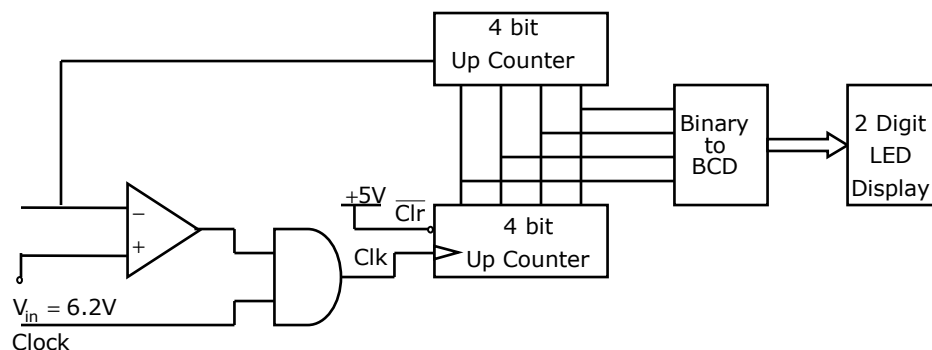 4 bit
Up Counter
Binary
to
BCD
2 Digit
LED
Display
+5V
Clr
4 bit
Up Counter
Clk
−
+
Vin = 6.2V
Clock